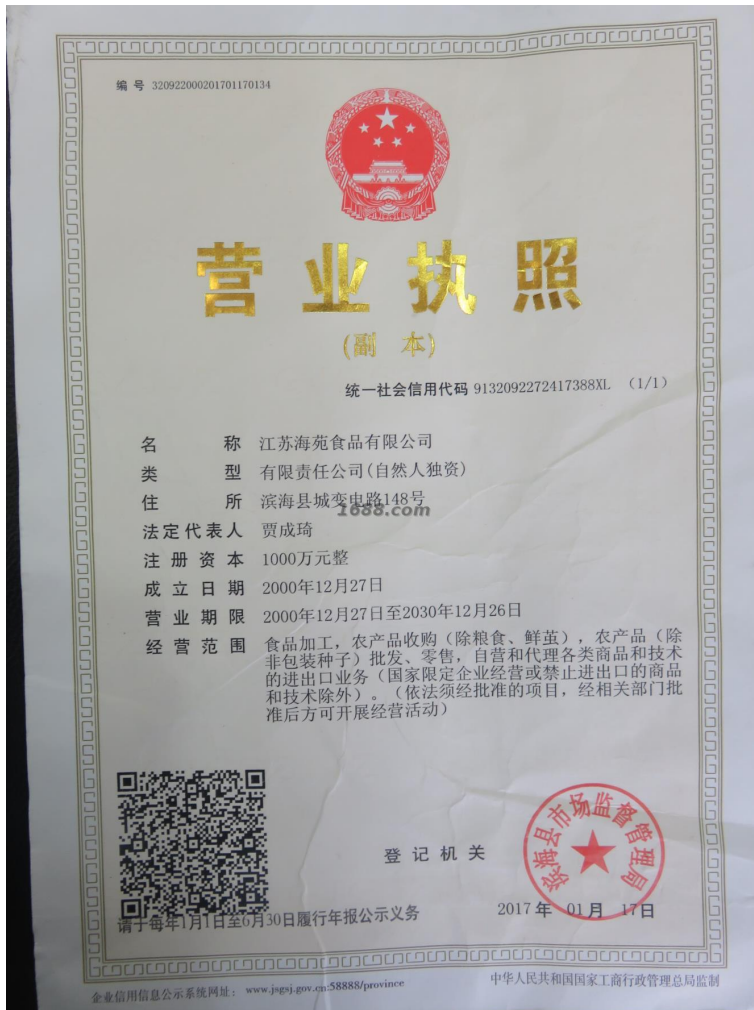 编 号 320922000201701170134
营业执照
(副 本)
统一社会信用代码 9132092272417388XL (1/1)
名 称 江苏海苑食品有限公司
类 型 有限责任公司(自然人独资)
住 所 滨海县城变电路148号
1688.com
法定代表人 贾成琦
注册资本 1000万元整
成立日期 2000年12月27日
营业期限 2000年12月27日至2030年12月26日
经营范围 食品加工,农产品收购(除粮食、鲜茧),农产品(除
非包装种子)批发、零售,自营和代理各类商品和技术
的进出口业务(国家限定企业经营或禁止进出口的商品
和技术除外)。(依法须经批准的项目,经相关部门批
准后方可开展经营活动)
登记机关
滨海县市场监督管理局
2017年 01月 17日
请于每年1月1日至6月30日履行年报公示义务
企业信用信息公示系统网址: www.jsgsj.gov.cn:58888/province
中华人民共和国国家工商行政管理总局监制